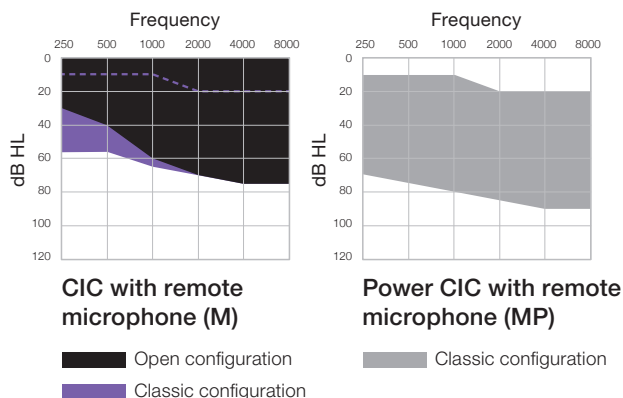 Frequency
250 500 1000 2000 4000 8000
0
20
40
60
80
100
120
dB HL
CIC with remote
microphone (M)
Open configuration
Classic configuration
Frequency
250 500 1000 2000 4000 8000
0
20
40
60
80
100
120
dB HL
Power CIC with remote
microphone (MP)
Classic configuration